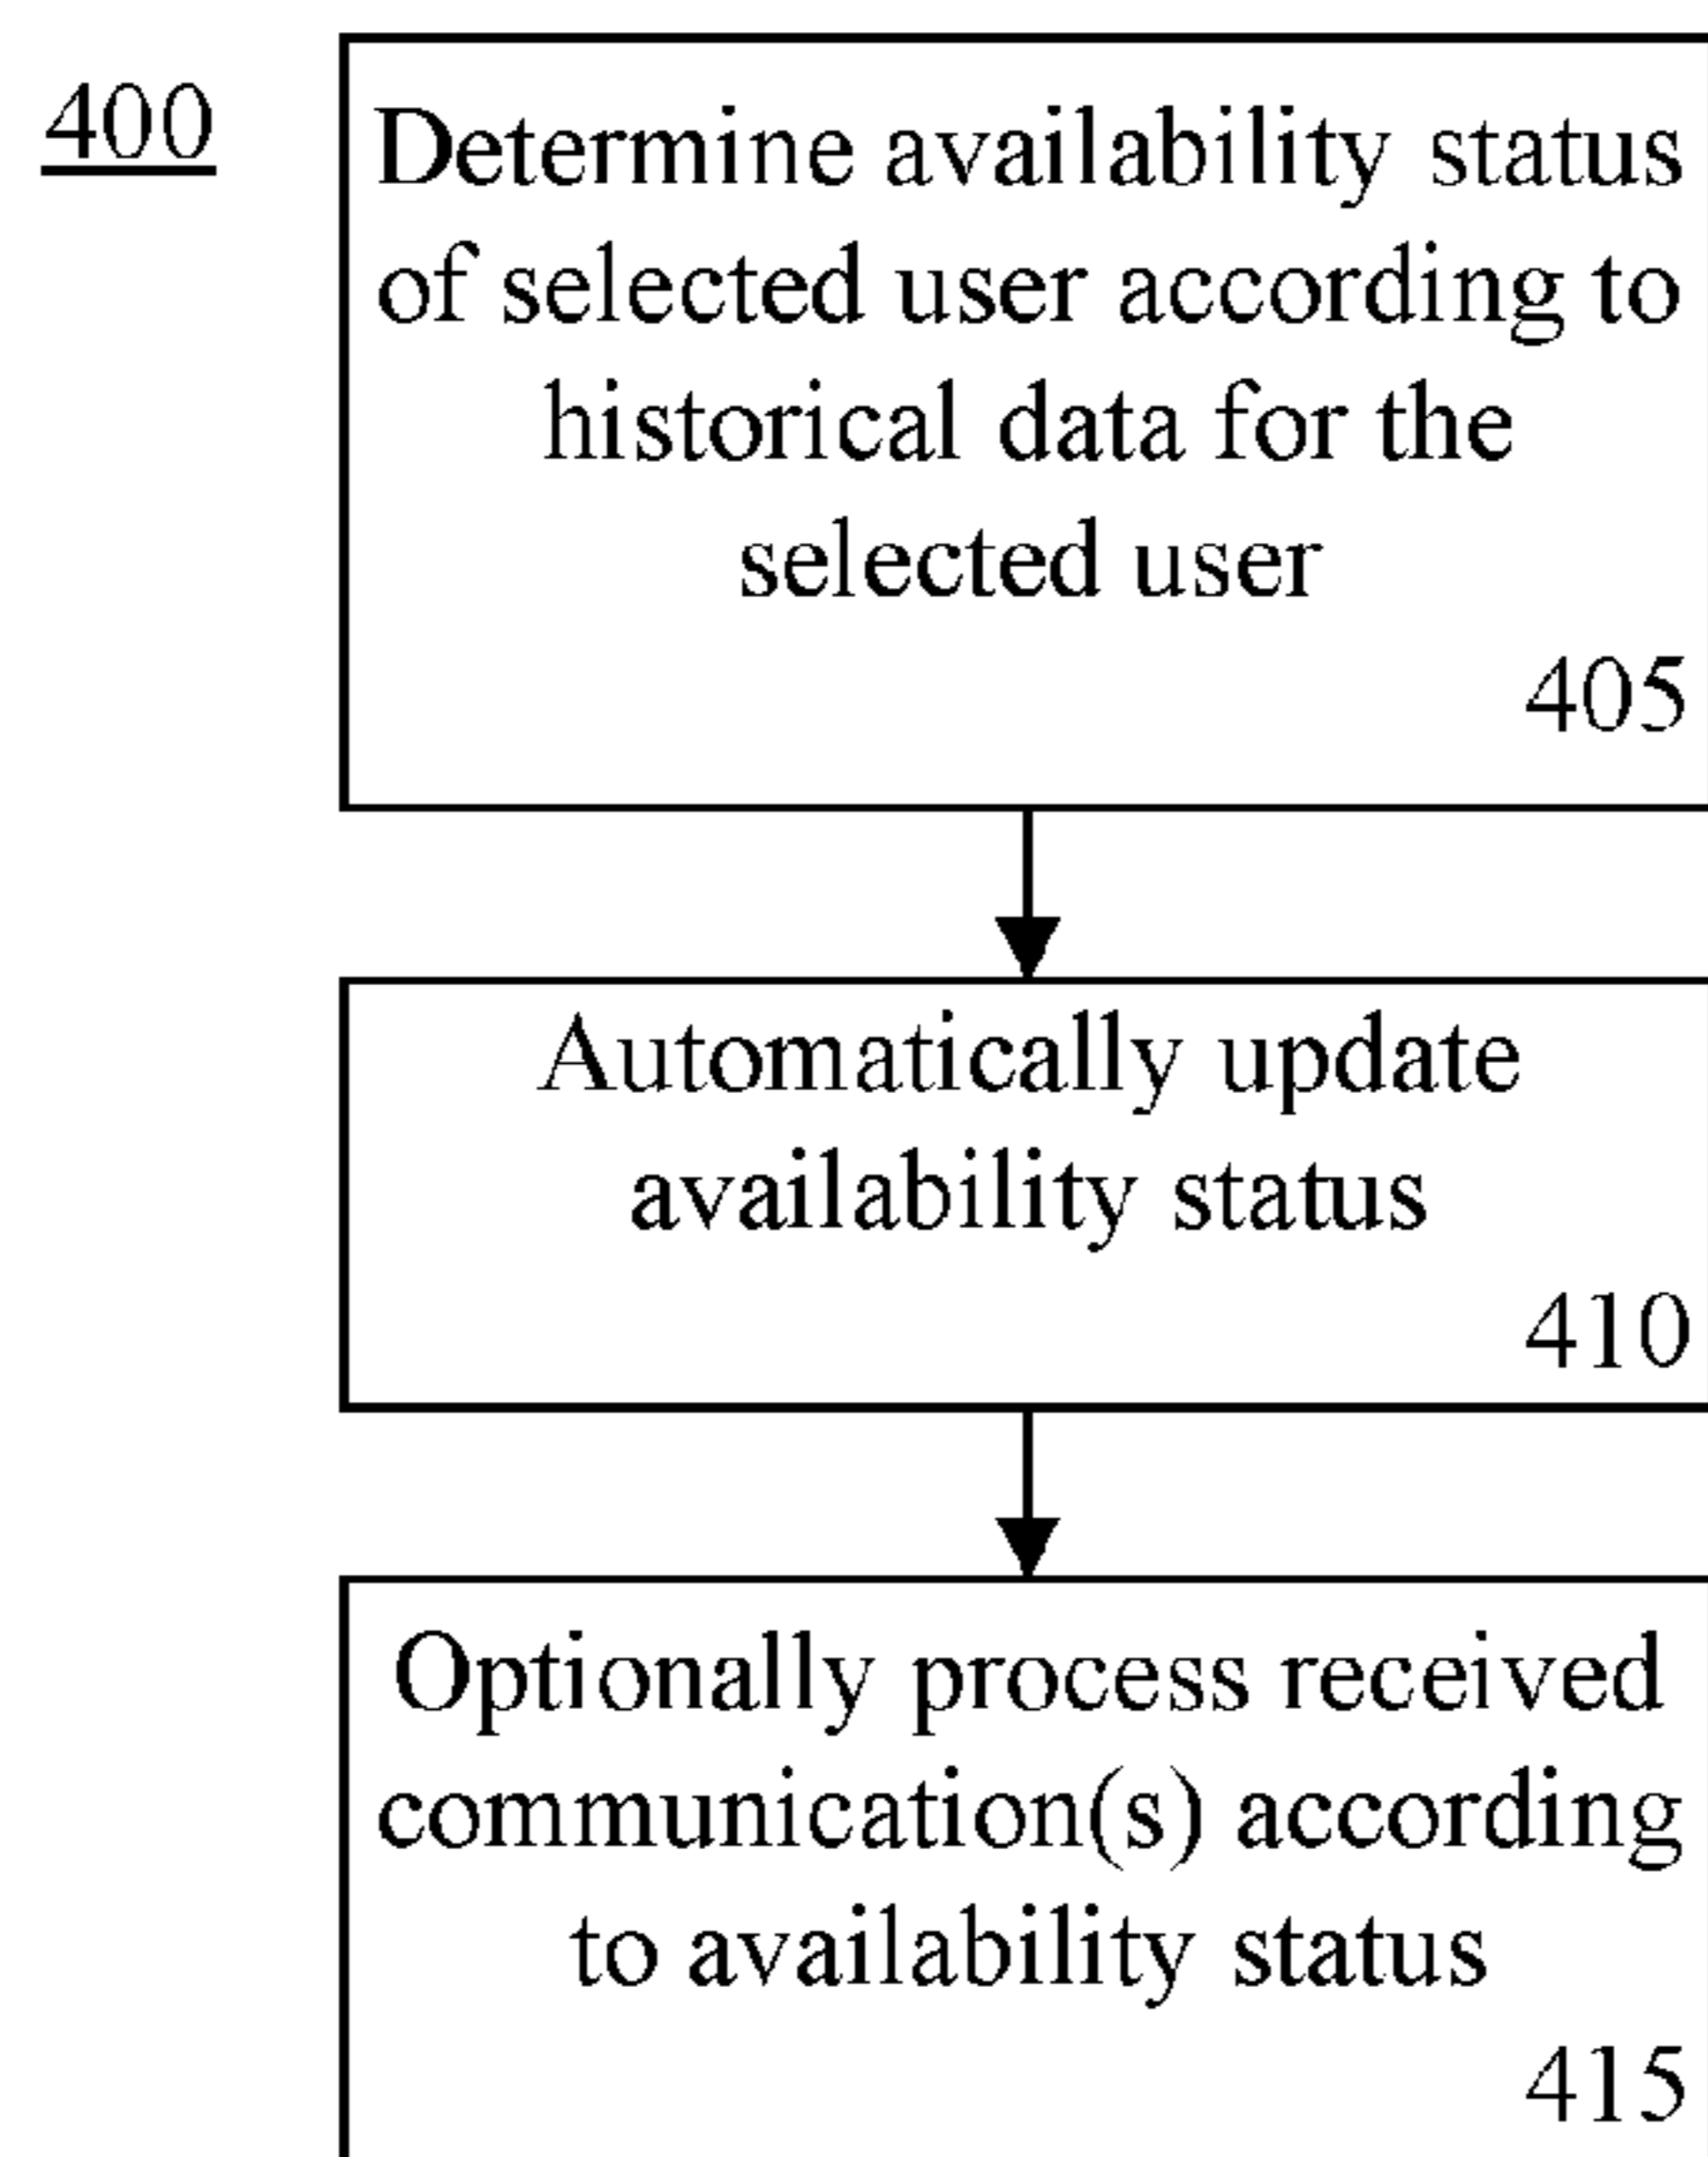 400
Determine availability status
of selected user according to
historical data for the
selected user
405
Automatically update
availability status
410
Optionally process received
communication(s) according
to availability status
415